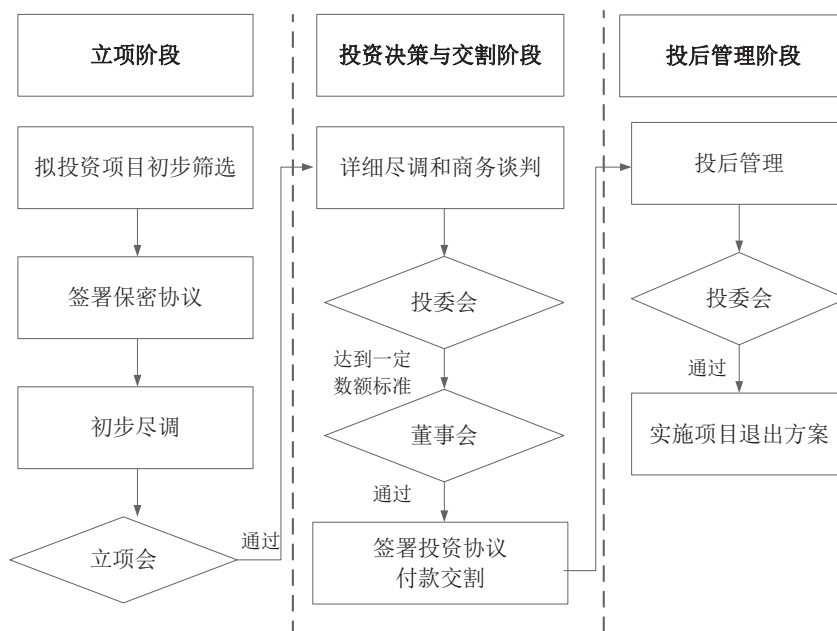 立项阶段
拟投资项目初步筛选
签署保密协议
初步尽调
立项会
通过
投资决策与交割阶段
详细尽调和商务谈判
投委会
达到一定
数额标准
董事会
通过
签署投资协议
付款交割
投后管理阶段
投后管理
投委会
通过
实施项目退出方案